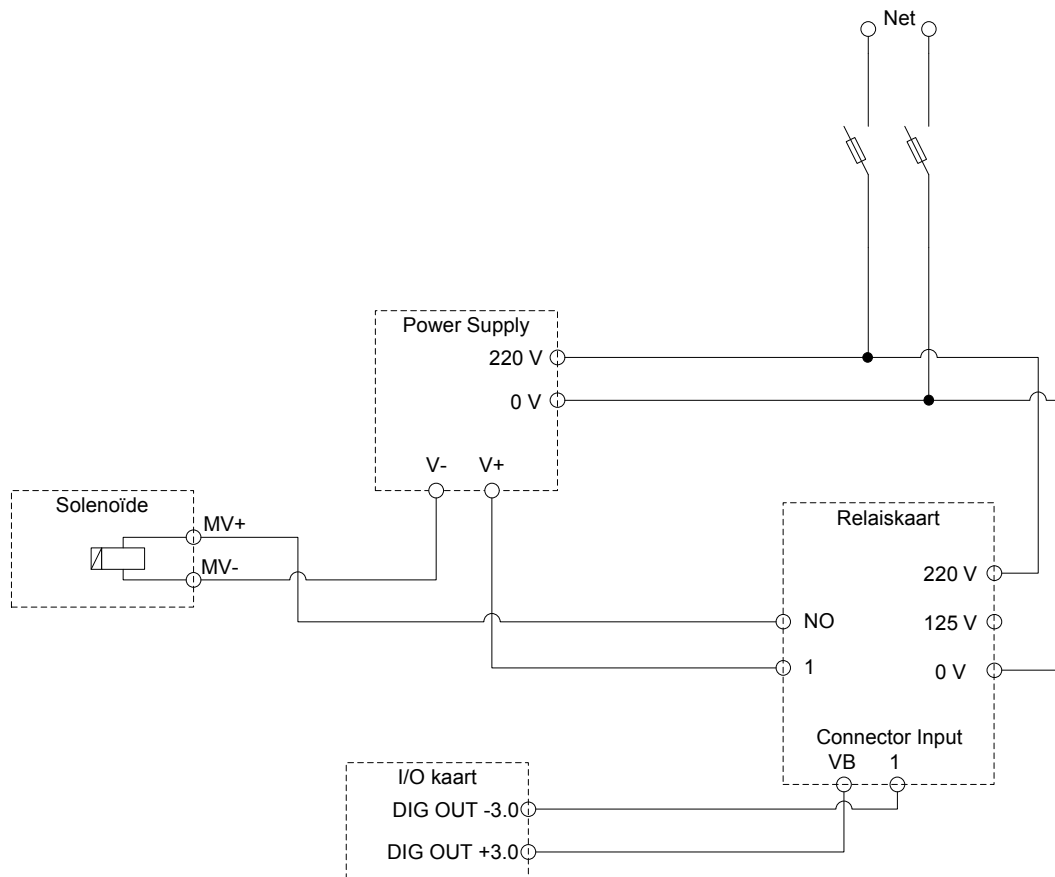 Net
Power Supply
220 V
0 V
V- V+
Solenoïde
MV+
MV-
Relaiskaart
220 V
NO
125 V
1
0 V
Connector Input
VB 1
I/O kaart
DIG OUT -3.0
DIG OUT +3.0